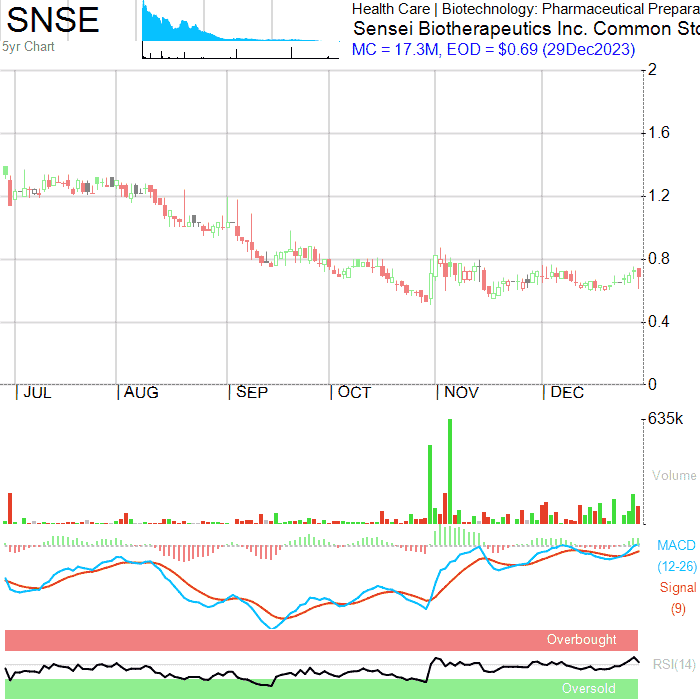 SNSE
5yr Chart
Health Care | Biotechnology: Pharmaceutical Prepara
Sensei Biotherapeutics Inc. Common Sto
MC = 17.3M, EOD = $0.69 (29Dec2023)
2
1.6
1.2
0.8
0.4
0
JUL AUG SEP OCT NOV DEC
635k
Volume
MACD
(12-26)
Signal
(9)
Overbought
RSI(14)
Oversold